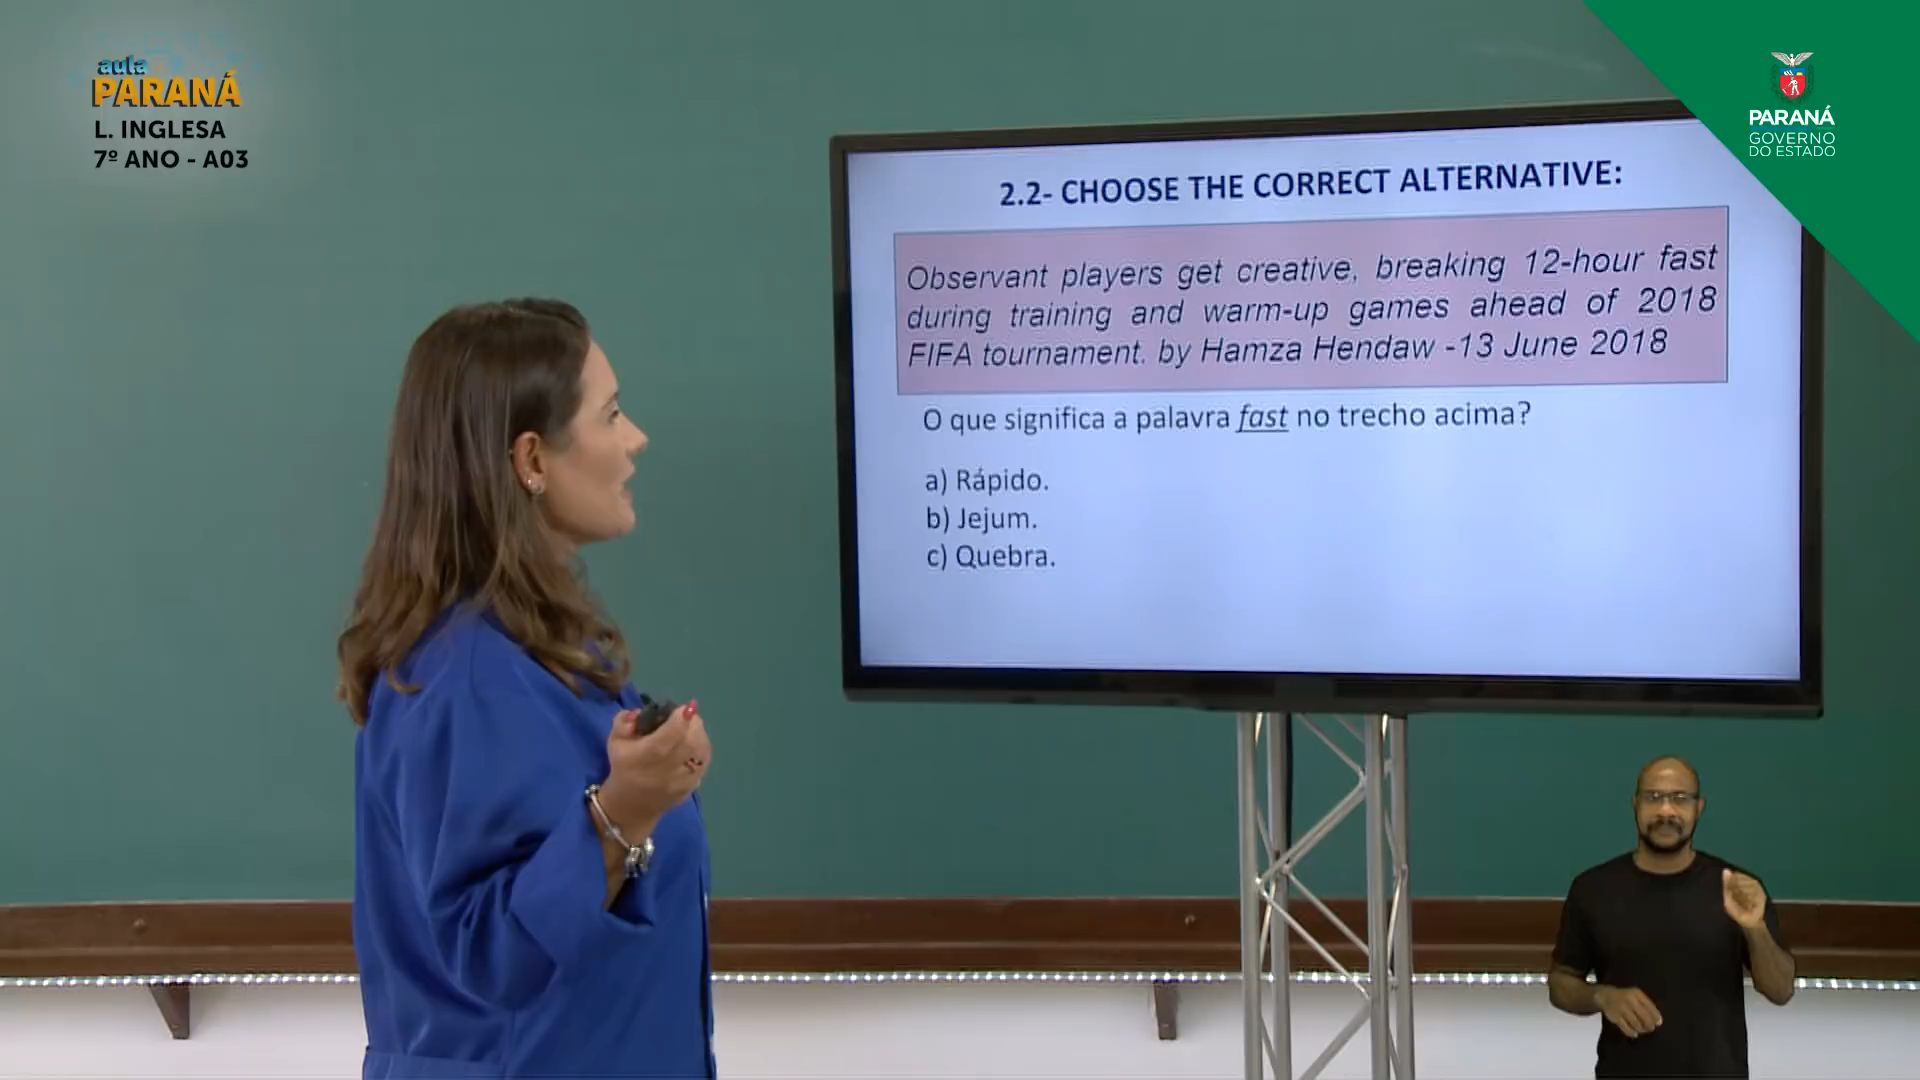 aula
PARANÁ
L. INGLESA
7º ANO - A03
PARANÁ
GOVERNO
DO ESTADO
2.2- CHOOSE THE CORRECT ALTERNATIVE:
Observant players get creative, breaking 12-hour fast
during training and warm-up games ahead of 2018
FIFA tournament. by Hamza Hendaw -13 June 2018
O que significa a palavra fast no trecho acima?
a) Rápido.
b) Jejum.
c) Quebra.